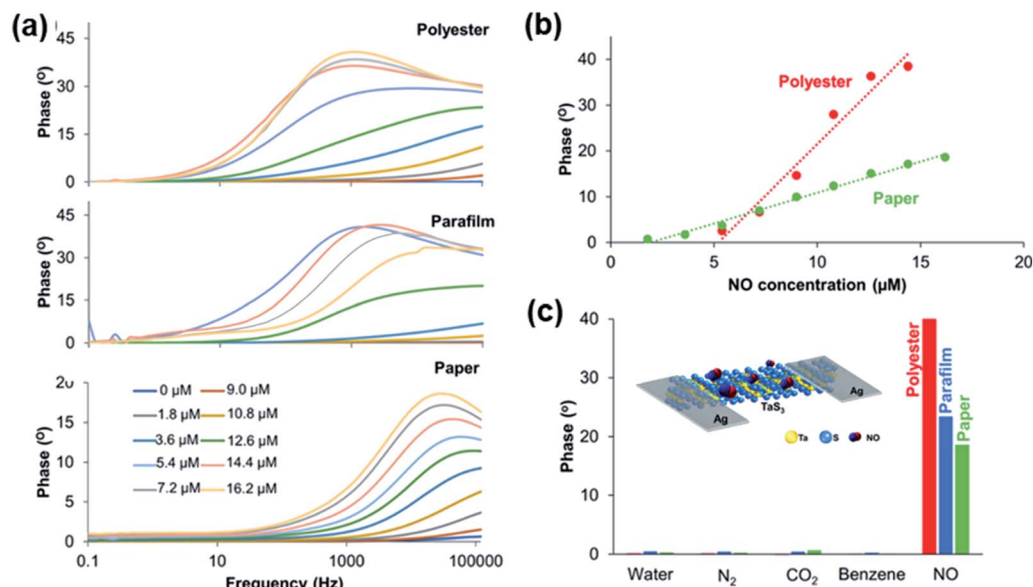 (a)
Polyester
45
30
15
0
Phase (°)
Parafilm
45
30
15
0
Phase (°)
Paper
20
15
10
5
0
Phase (°)
0 µM 9.0 µM
1.8 µM 10.8 µM
3.6 µM 12.6 µM
5.4 µM 14.4 µM
7.2 µM 16.2 µM
0.1 10 1000 100000
Frequency (Hz)
(b)
40
30
20
10
0
Phase (°)
Polyester
Paper
0 5 10 15 20
NO concentration (µM)
(c)
40
30
20
10
0
Phase (°)
Ag
TaS3
Ag
Ta S NO
Polyester
Parafilm
Paper
Water N2 CO2 Benzene NO